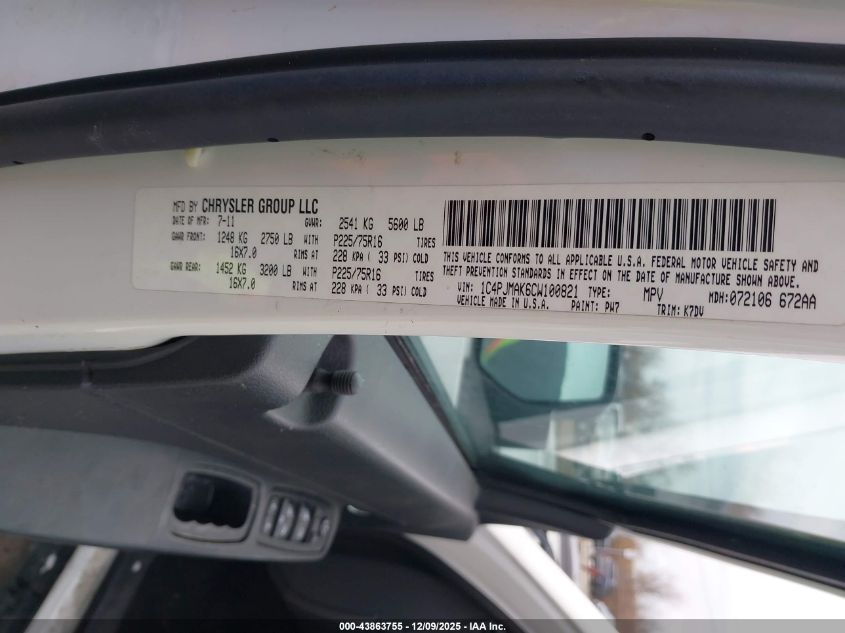 MFD BY CHRYSLER GROUP LLC
DATE OF MFR: 7-11 GVWR: 2541 KG 5600 LB
GAWR FRONT: 1248 KG 2750 LB WITH P225/75R16 TIRES
16X7.0 RIMS AT 228 KPA ( 33 PSI) COLD
GAWR REAR: 1452 KG 3200 LB WITH P225/75R16 TIRES
16X7.0 RIMS AT 228 KPA ( 33 PSI) COLD
THIS VEHICLE CONFORMS TO ALL APPLICABLE U.S.A. FEDERAL MOTOR VEHICLE SAFETY AND
THEFT PREVENTION STANDARDS IN EFFECT ON THE DATE OF MANUFACTURE SHOWN ABOVE.
VIN: 1C4PJMAK6CW100821 TYPE: MPV MDH:072106 672AA
VEHICLE MADE IN U.S.A. PAINT: PW7 TRIM: K7DV
000-43863755 - 12/09/2025 - IAA Inc.